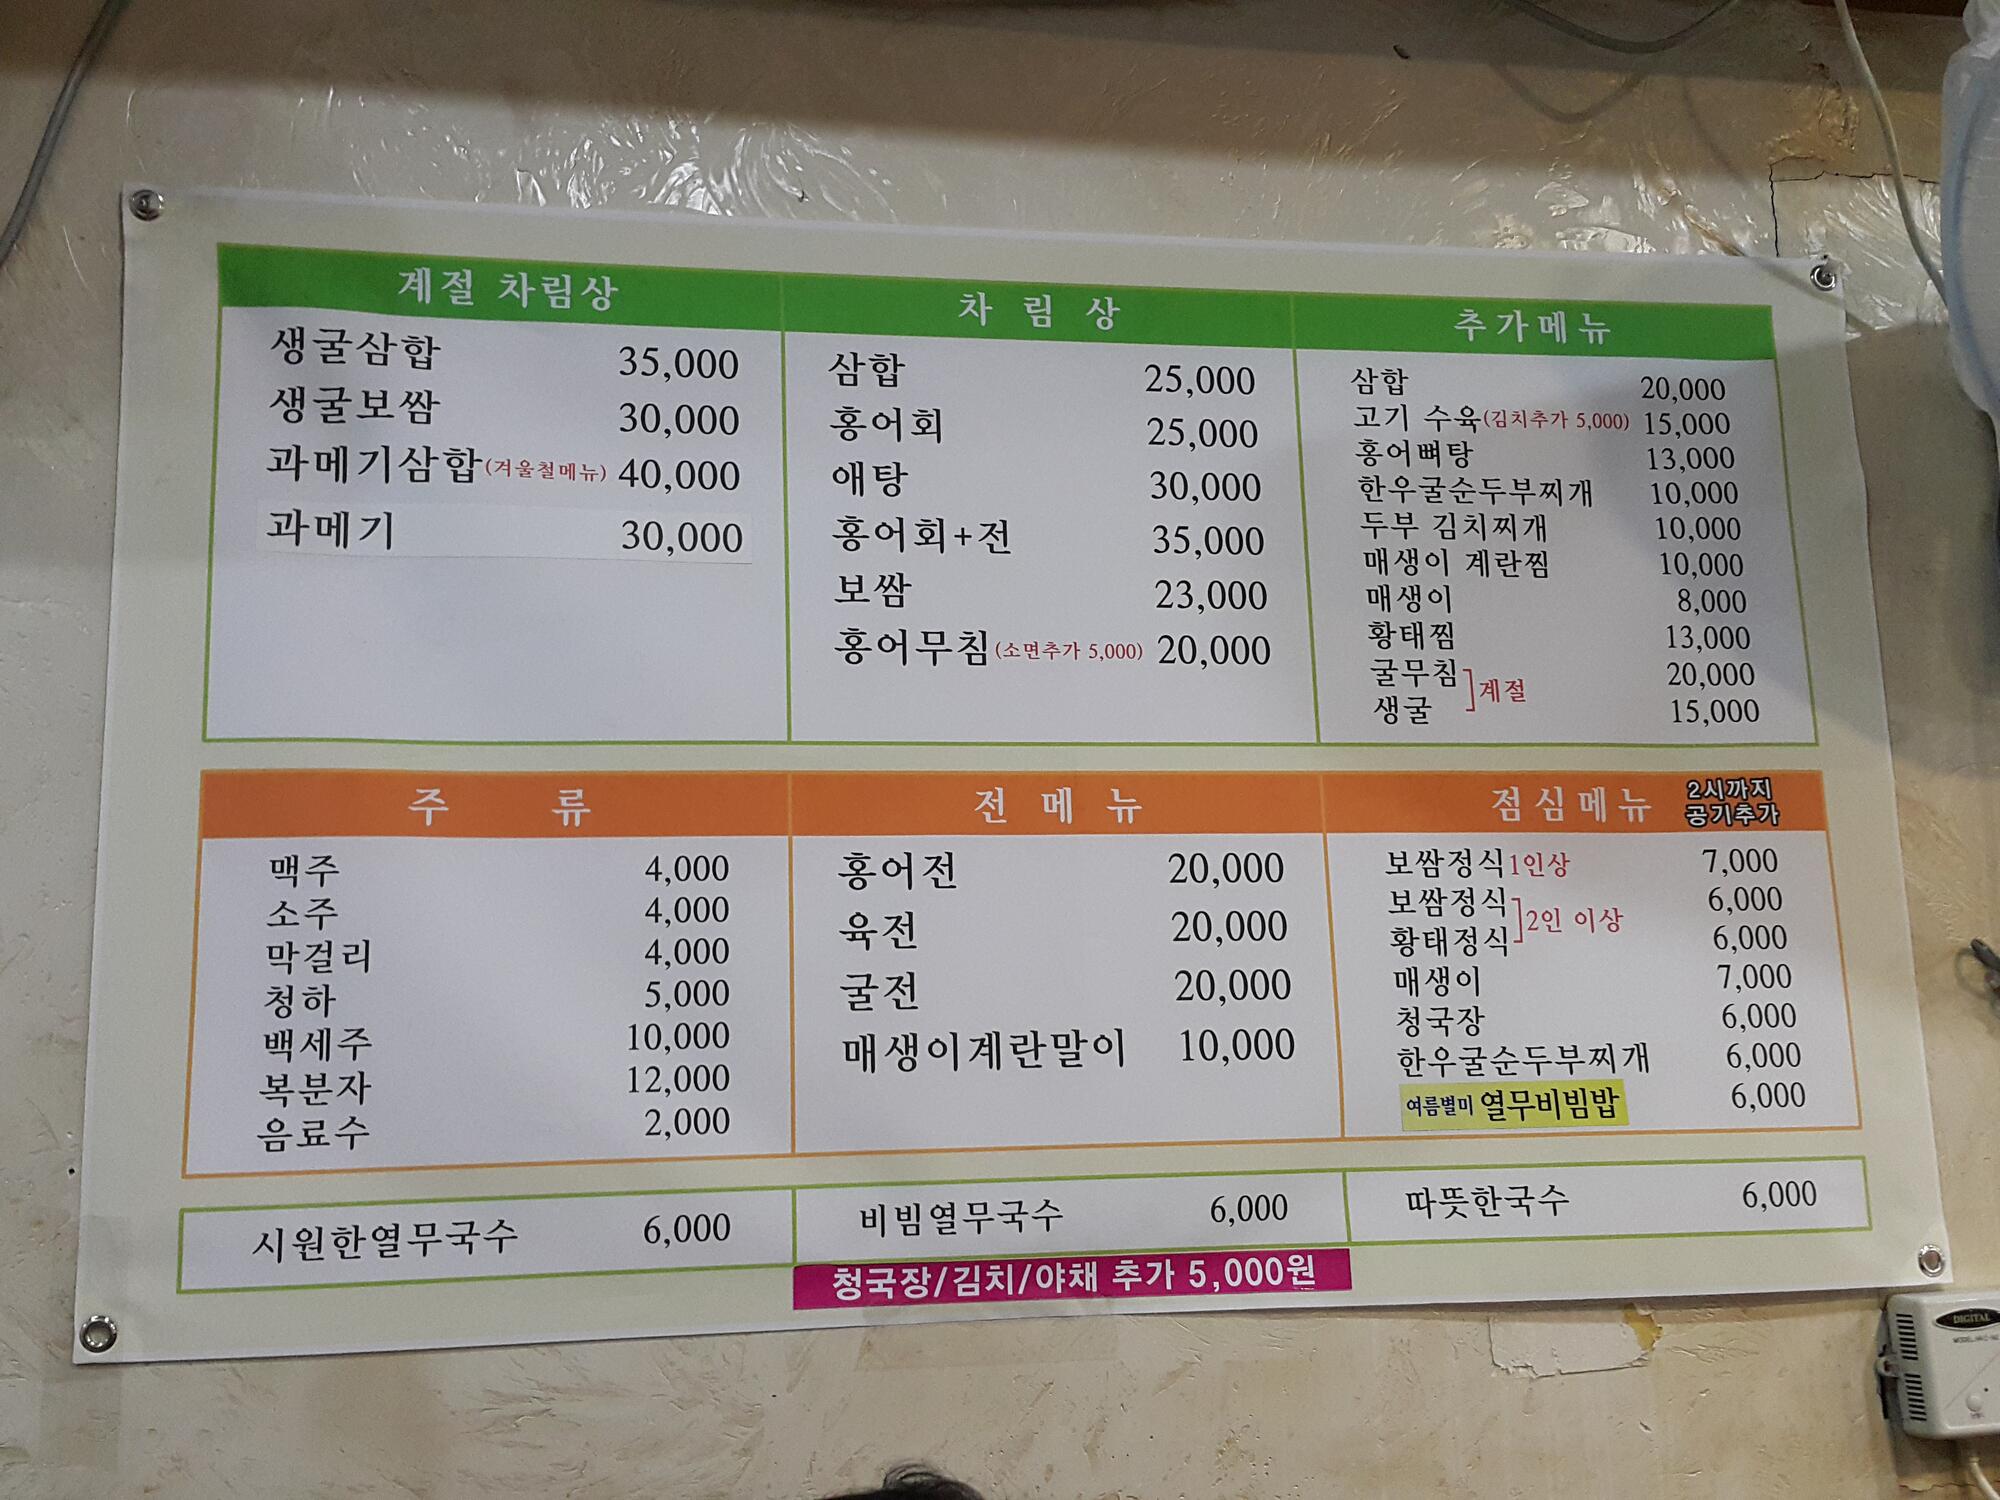 계절 차림상
생굴삼합 35,000
생굴보쌈 30,000
과메기삼합(겨울철메뉴) 40,000
과메기 30,000
차 림 상
삼합 25,000
홍어회 25,000
애탕 30,000
홍어회+전 35,000
보쌈 23,000
홍어무침(소면추가 5,000) 20,000
추가메뉴
삼합 20,000
고기 수육(김치추가 5,000) 15,000
홍어뼈탕 13,000
한우굴순두부찌개 10,000
두부 김치찌개 10,000
매생이 계란찜 10,000
매생이 8,000
황태찜 13,000
굴무침 20,000
계절
생굴 15,000
주 류
맥주 4,000
소주 4,000
막걸리 4,000
청하 5,000
백세주 10,000
복분자 12,000
음료수 2,000
전 메 뉴
홍어전 20,000
육전 20,000
굴전 20,000
매생이계란말이 10,000
점심메뉴
2시까지
공기추가
보쌈정식1인상 7,000
보쌈정식 6,000
2인 이상
황태정식 6,000
매생이 7,000
청국장 6,000
한우굴순두부찌개 6,000
여름별미 열무비빔밥 6,000
시원한열무국수 6,000
비빔열무국수 6,000
따뜻한국수 6,000
청국장/김치/야채 추가 5,000원
DIGITAL